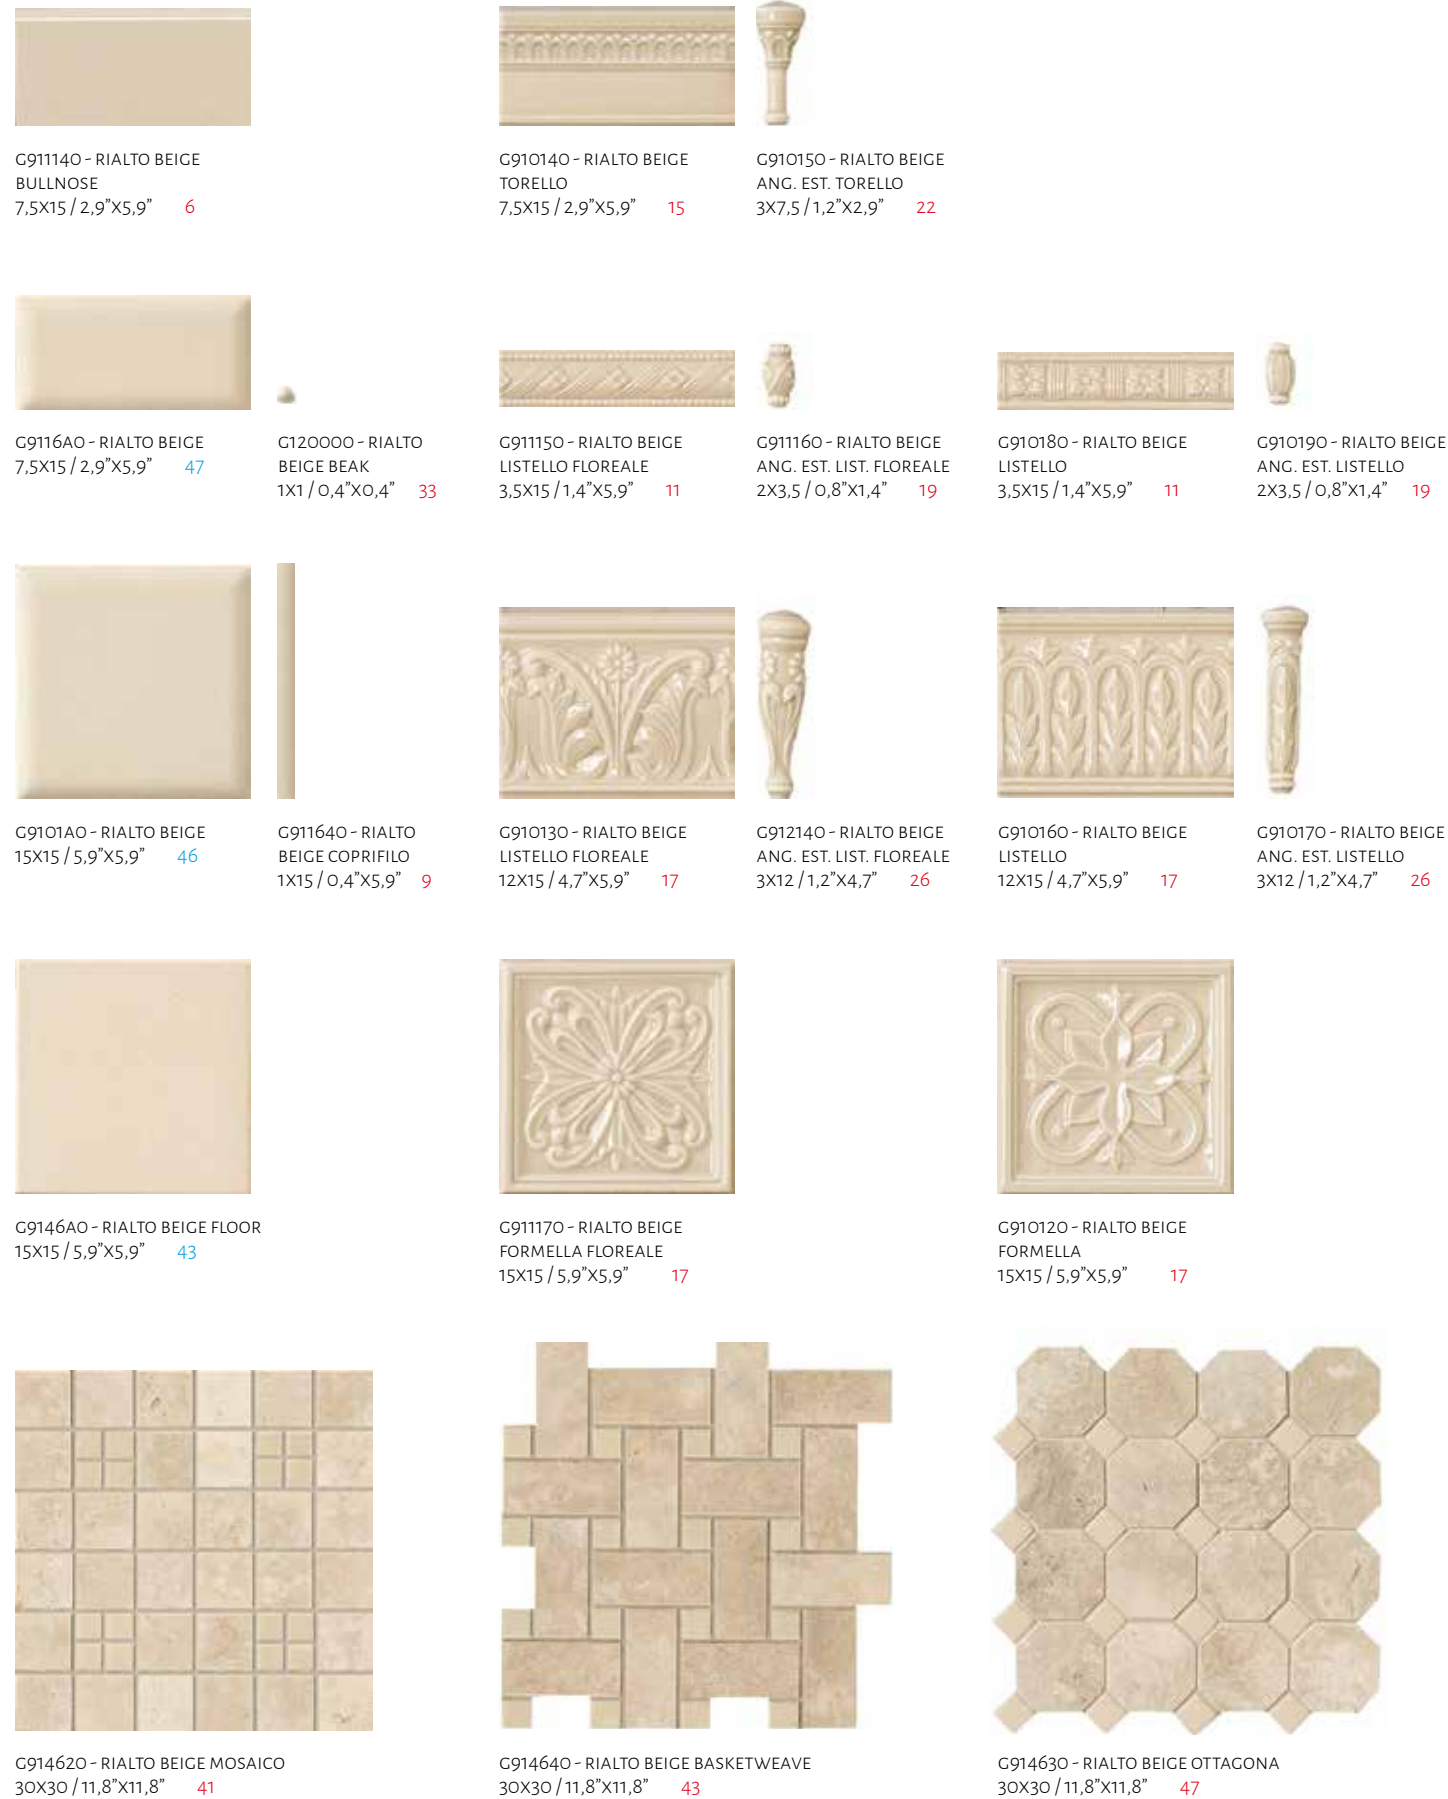 G911140 - RIALTO BEIGE
BULLNOSE
7,5X15 / 2,9”X5,9” 6
G910140 - RIALTO BEIGE
TORELLO
7,5X15 / 2,9”X5,9” 15
G910150 - RIALTO BEIGE
ANG. EST. TORELLO
3X7,5 / 1,2”X2,9” 22
G9116A0 - RIALTO BEIGE
7,5X15 / 2,9”X5,9” 47
G120000 - RIALTO
BEIGE BEAK
1X1 / 0,4”X0,4” 33
G911150 - RIALTO BEIGE
LISTELLO FLOREALE
3,5X15 / 1,4”X5,9” 11
G911160 - RIALTO BEIGE
ANG. EST. LIST. FLOREALE
2X3,5 / 0,8”X1,4” 19
G910180 - RIALTO BEIGE
LISTELLO
3,5X15 / 1,4”X5,9” 11
G910190 - RIALTO BEIGE
ANG. EST. LISTELLO
2X3,5 / 0,8”X1,4” 19
G9101A0 - RIALTO BEIGE
15X15 / 5,9”X5,9” 46
G911640 - RIALTO
BEIGE COPRIFILO
1X15 / 0,4”X5,9” 9
G910130 - RIALTO BEIGE
LISTELLO FLOREALE
12X15 / 4,7”X5,9” 17
G912140 - RIALTO BEIGE
ANG. EST. LIST. FLOREALE
3X12 / 1,2”X4,7” 26
G910160 - RIALTO BEIGE
LISTELLO
12X15 / 4,7”X5,9” 17
G910170 - RIALTO BEIGE
ANG. EST. LISTELLO
3X12 / 1,2”X4,7” 26
G9146A0 - RIALTO BEIGE FLOOR
15X15 / 5,9”X5,9” 43
G911170 - RIALTO BEIGE
FORMELLA FLOREALE
15X15 / 5,9”X5,9” 17
G910120 - RIALTO BEIGE
FORMELLA
15X15 / 5,9”X5,9” 17
G914620 - RIALTO BEIGE MOSAICO
30X30 / 11,8”X11,8” 41
G914640 - RIALTO BEIGE BASKETWEAVE
30X30 / 11,8”X11,8” 43
G914630 - RIALTO BEIGE OTTAGONA
30X30 / 11,8”X11,8” 47